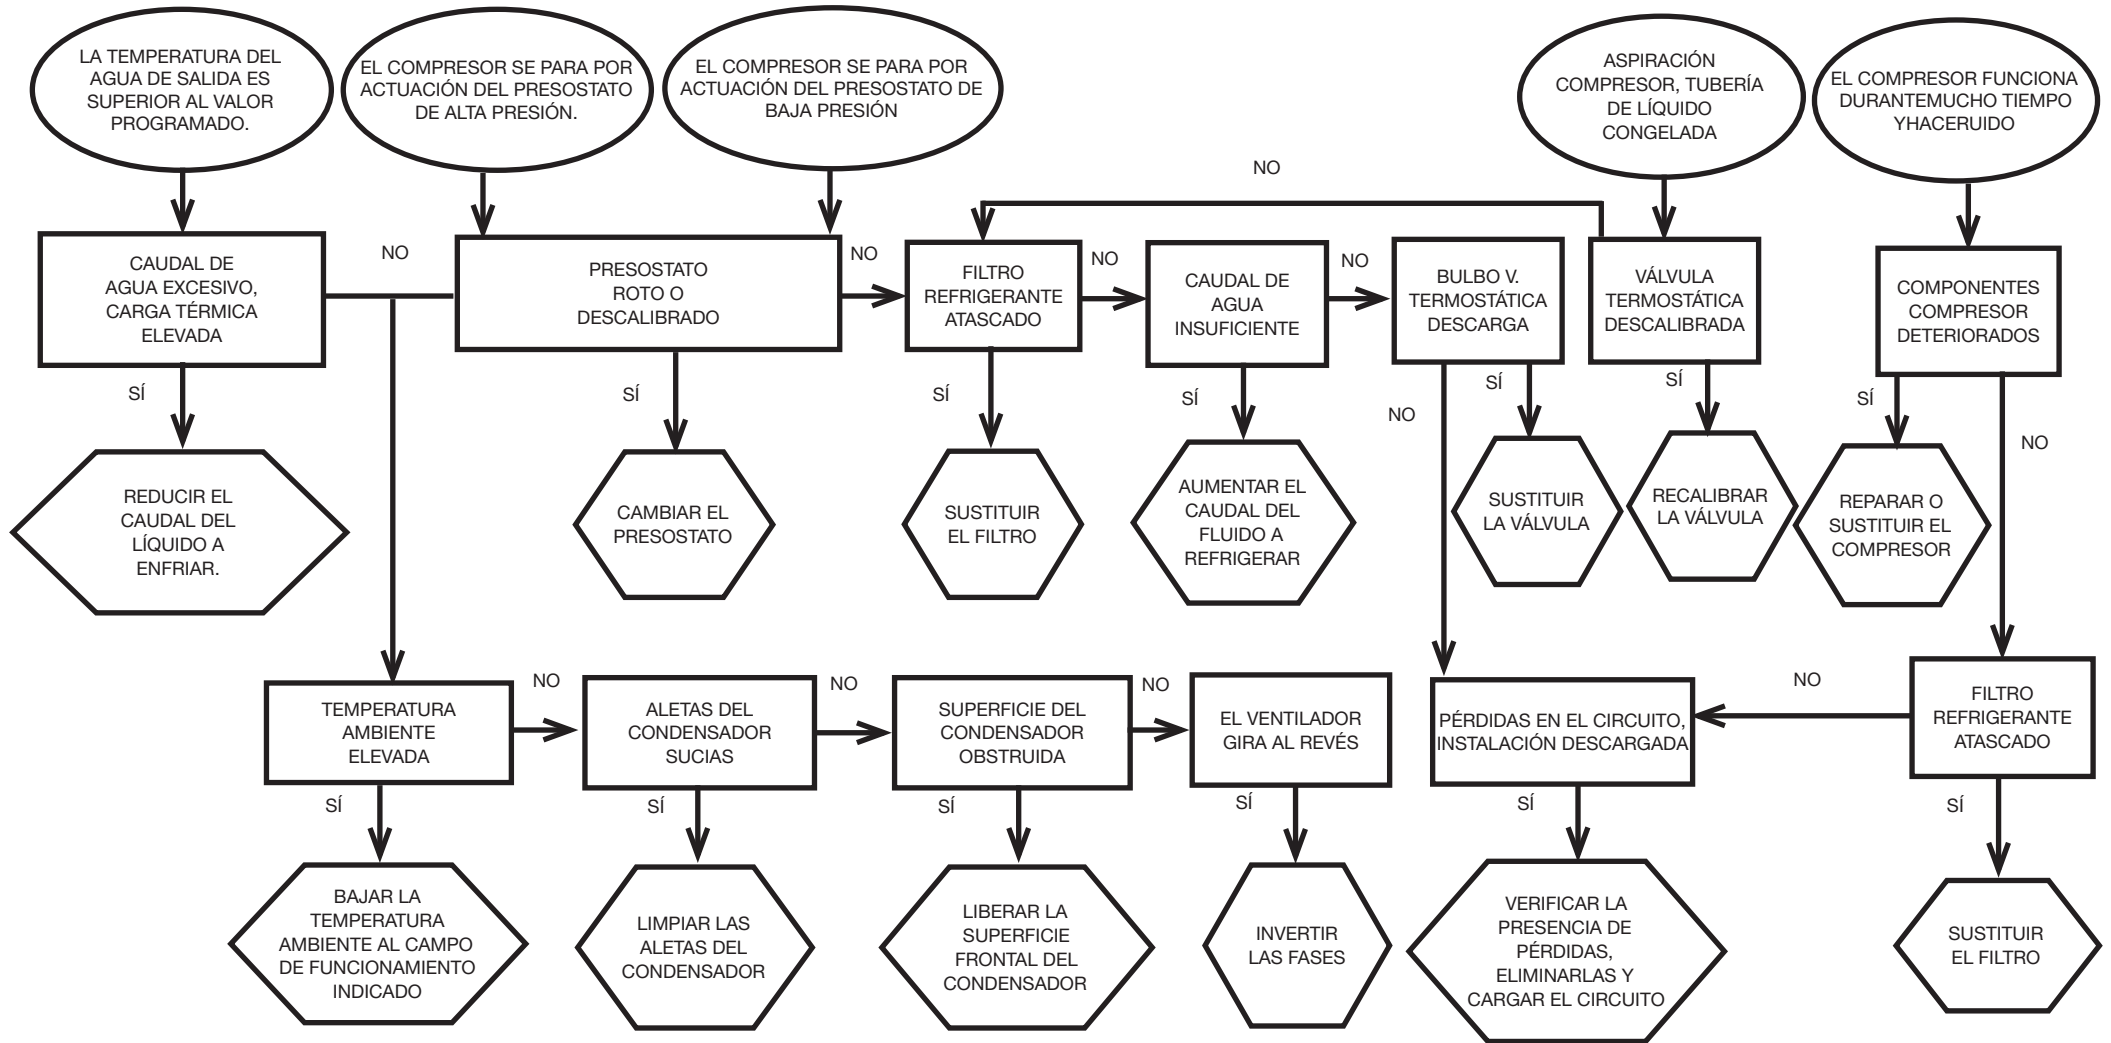 LA TEMPERATURA DEL
AGUA DE SALIDA ES
SUPERIOR AL VALOR
PROGRAMADO.
EL COMPRESOR SE PARA POR
ACTUACIÓN DEL PRESOSTATO
DE ALTA PRESIÓN.
EL COMPRESOR SE PARA POR
ACTUACIÓN DEL PRESOSTATO DE
BAJA PRESIÓN
ASPIRACIÓN
COMPRESOR, TUBERÍA
DE LÍQUIDO
CONGELADA
EL COMPRESOR FUNCIONA
DURANTEMUCHO TIEMPO
YHACERUIDO
NO
CAUDAL DE
AGUA EXCESIVO,
CARGA TÉRMICA
ELEVADA
NO
PRESOSTATO
ROTO O
DESCALIBRADO
NO
FILTRO
REFRIGERANTE
ATASCADO
NO
CAUDAL DE
AGUA
INSUFICIENTE
NO
BULBO V.
TERMOSTÁTICA
DESCARGA
VÁLVULA
TERMOSTÁTICA
DESCALIBRADA
COMPONENTES
COMPRESOR
DETERIORADOS
SÍ
SÍ
SÍ
SÍ
NO
SÍ
SÍ
SÍ
NO
REDUCIR EL
CAUDAL DEL
LÍQUIDO A
ENFRIAR.
CAMBIAR EL
PRESOSTATO
SUSTITUIR
EL FILTRO
AUMENTAR EL
CAUDAL DEL
FLUIDO A
REFRIGERAR
SUSTITUIR
LA VÁLVULA
RECALIBRAR
LA VÁLVULA
REPARAR O
SUSTITUIR EL
COMPRESOR
TEMPERATURA
AMBIENTE
ELEVADA
NO
ALETAS DEL
CONDENSADOR
SUCIAS
NO
SUPERFICIE DEL
CONDENSADOR
OBSTRUIDA
NO
EL VENTILADOR
GIRA AL REVÉS
PÉRDIDAS EN EL CIRCUITO,
INSTALACIÓN DESCARGADA
NO
FILTRO
REFRIGERANTE
ATASCADO
SÍ
SÍ
SÍ
SÍ
SÍ
SÍ
BAJAR LA
TEMPERATURA
AMBIENTE AL CAMPO
DE FUNCIONAMIENTO
INDICADO
LIMPIAR LAS
ALETAS DEL
CONDENSADOR
LIBERAR LA
SUPERFICIE
FRONTAL DEL
CONDENSADOR
INVERTIR
LAS FASES
VERIFICAR LA
PRESENCIA DE
PÉRDIDAS,
ELIMINARLAS Y
CARGAR EL CIRCUITO
SUSTITUIR
EL FILTRO